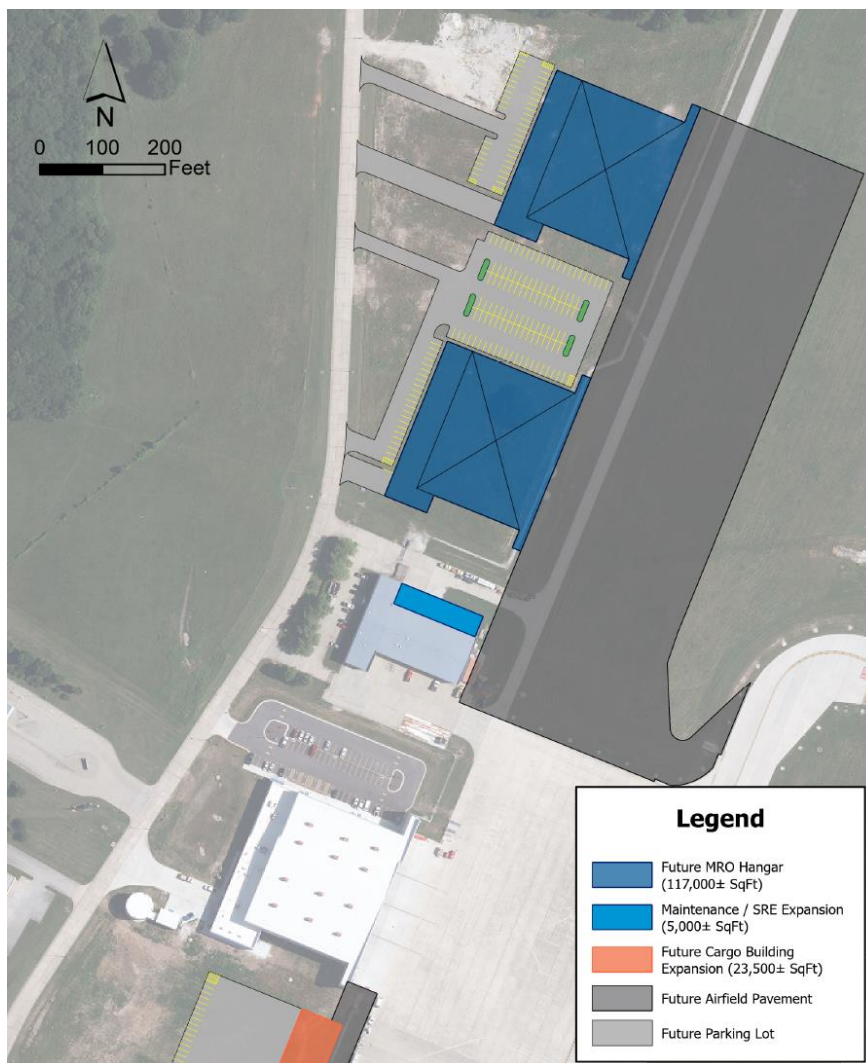 N
0 100 200
Feet
Legend
Future MRO Hangar
(117,000± SqFt)
Maintenance / SRE Expansion
(5,000± SqFt)
Future Cargo Building
Expansion (23,500± SqFt)
Future Airfield Pavement
Future Parking Lot